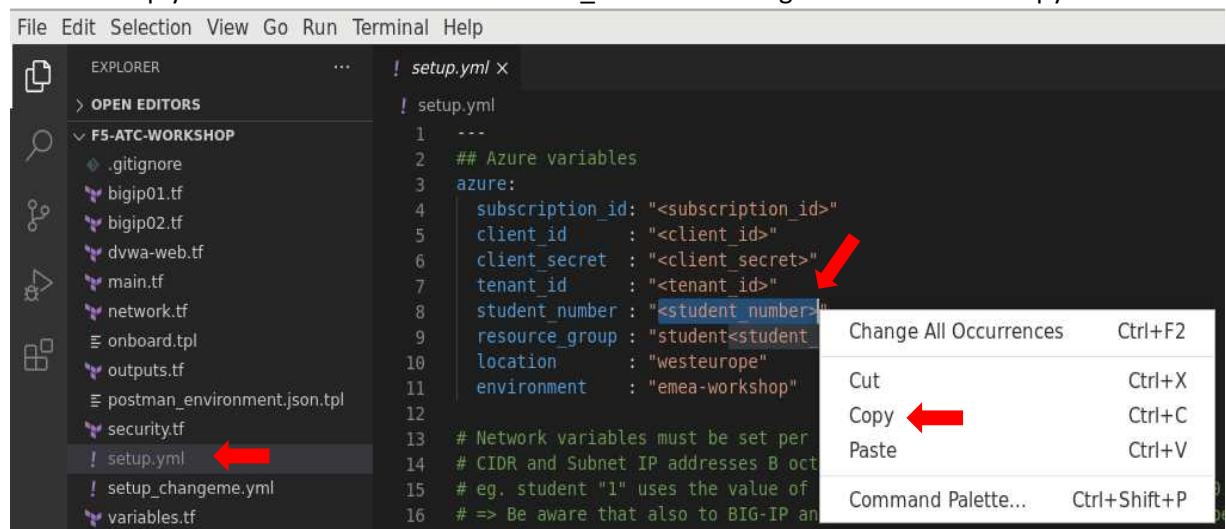 File Edit Selection View Go Run Terminal Help
EXPLORER ...
! setup.yml ×
> OPEN EDITORS
! setup.yml
F5-ATC-WORKSHOP
.gitignore
bigip01.tf
bigip02.tf
dvwa-web.tf
main.tf
network.tf
onboard.tpl
outputs.tf
postman_environment.json.tpl
security.tf
! setup.yml
! setup_changeme.yml
variables.tf
1 ---
2 ## Azure variables
3 azure:
4 subscription_id: "<subscription_id>"
5 client_id : "<client_id>"
6 client_secret : "<client_secret>"
7 tenant_id : "<tenant_id>"
8 student_number : "<student_number>"
9 resource_group : "student<student_
10 location : "westeurope"
11 environment : "emea-workshop"
12
13 # Network variables must be set per
14 # CIDR and Subnet IP addresses B oct
15 # eg. student "1" uses the value of
16 # => Be aware that also to BIG-IP an
Change All Occurrences Ctrl+F2
Cut Ctrl+X
Copy Ctrl+C
Paste Ctrl+V
Command Palette... Ctrl+Shift+P